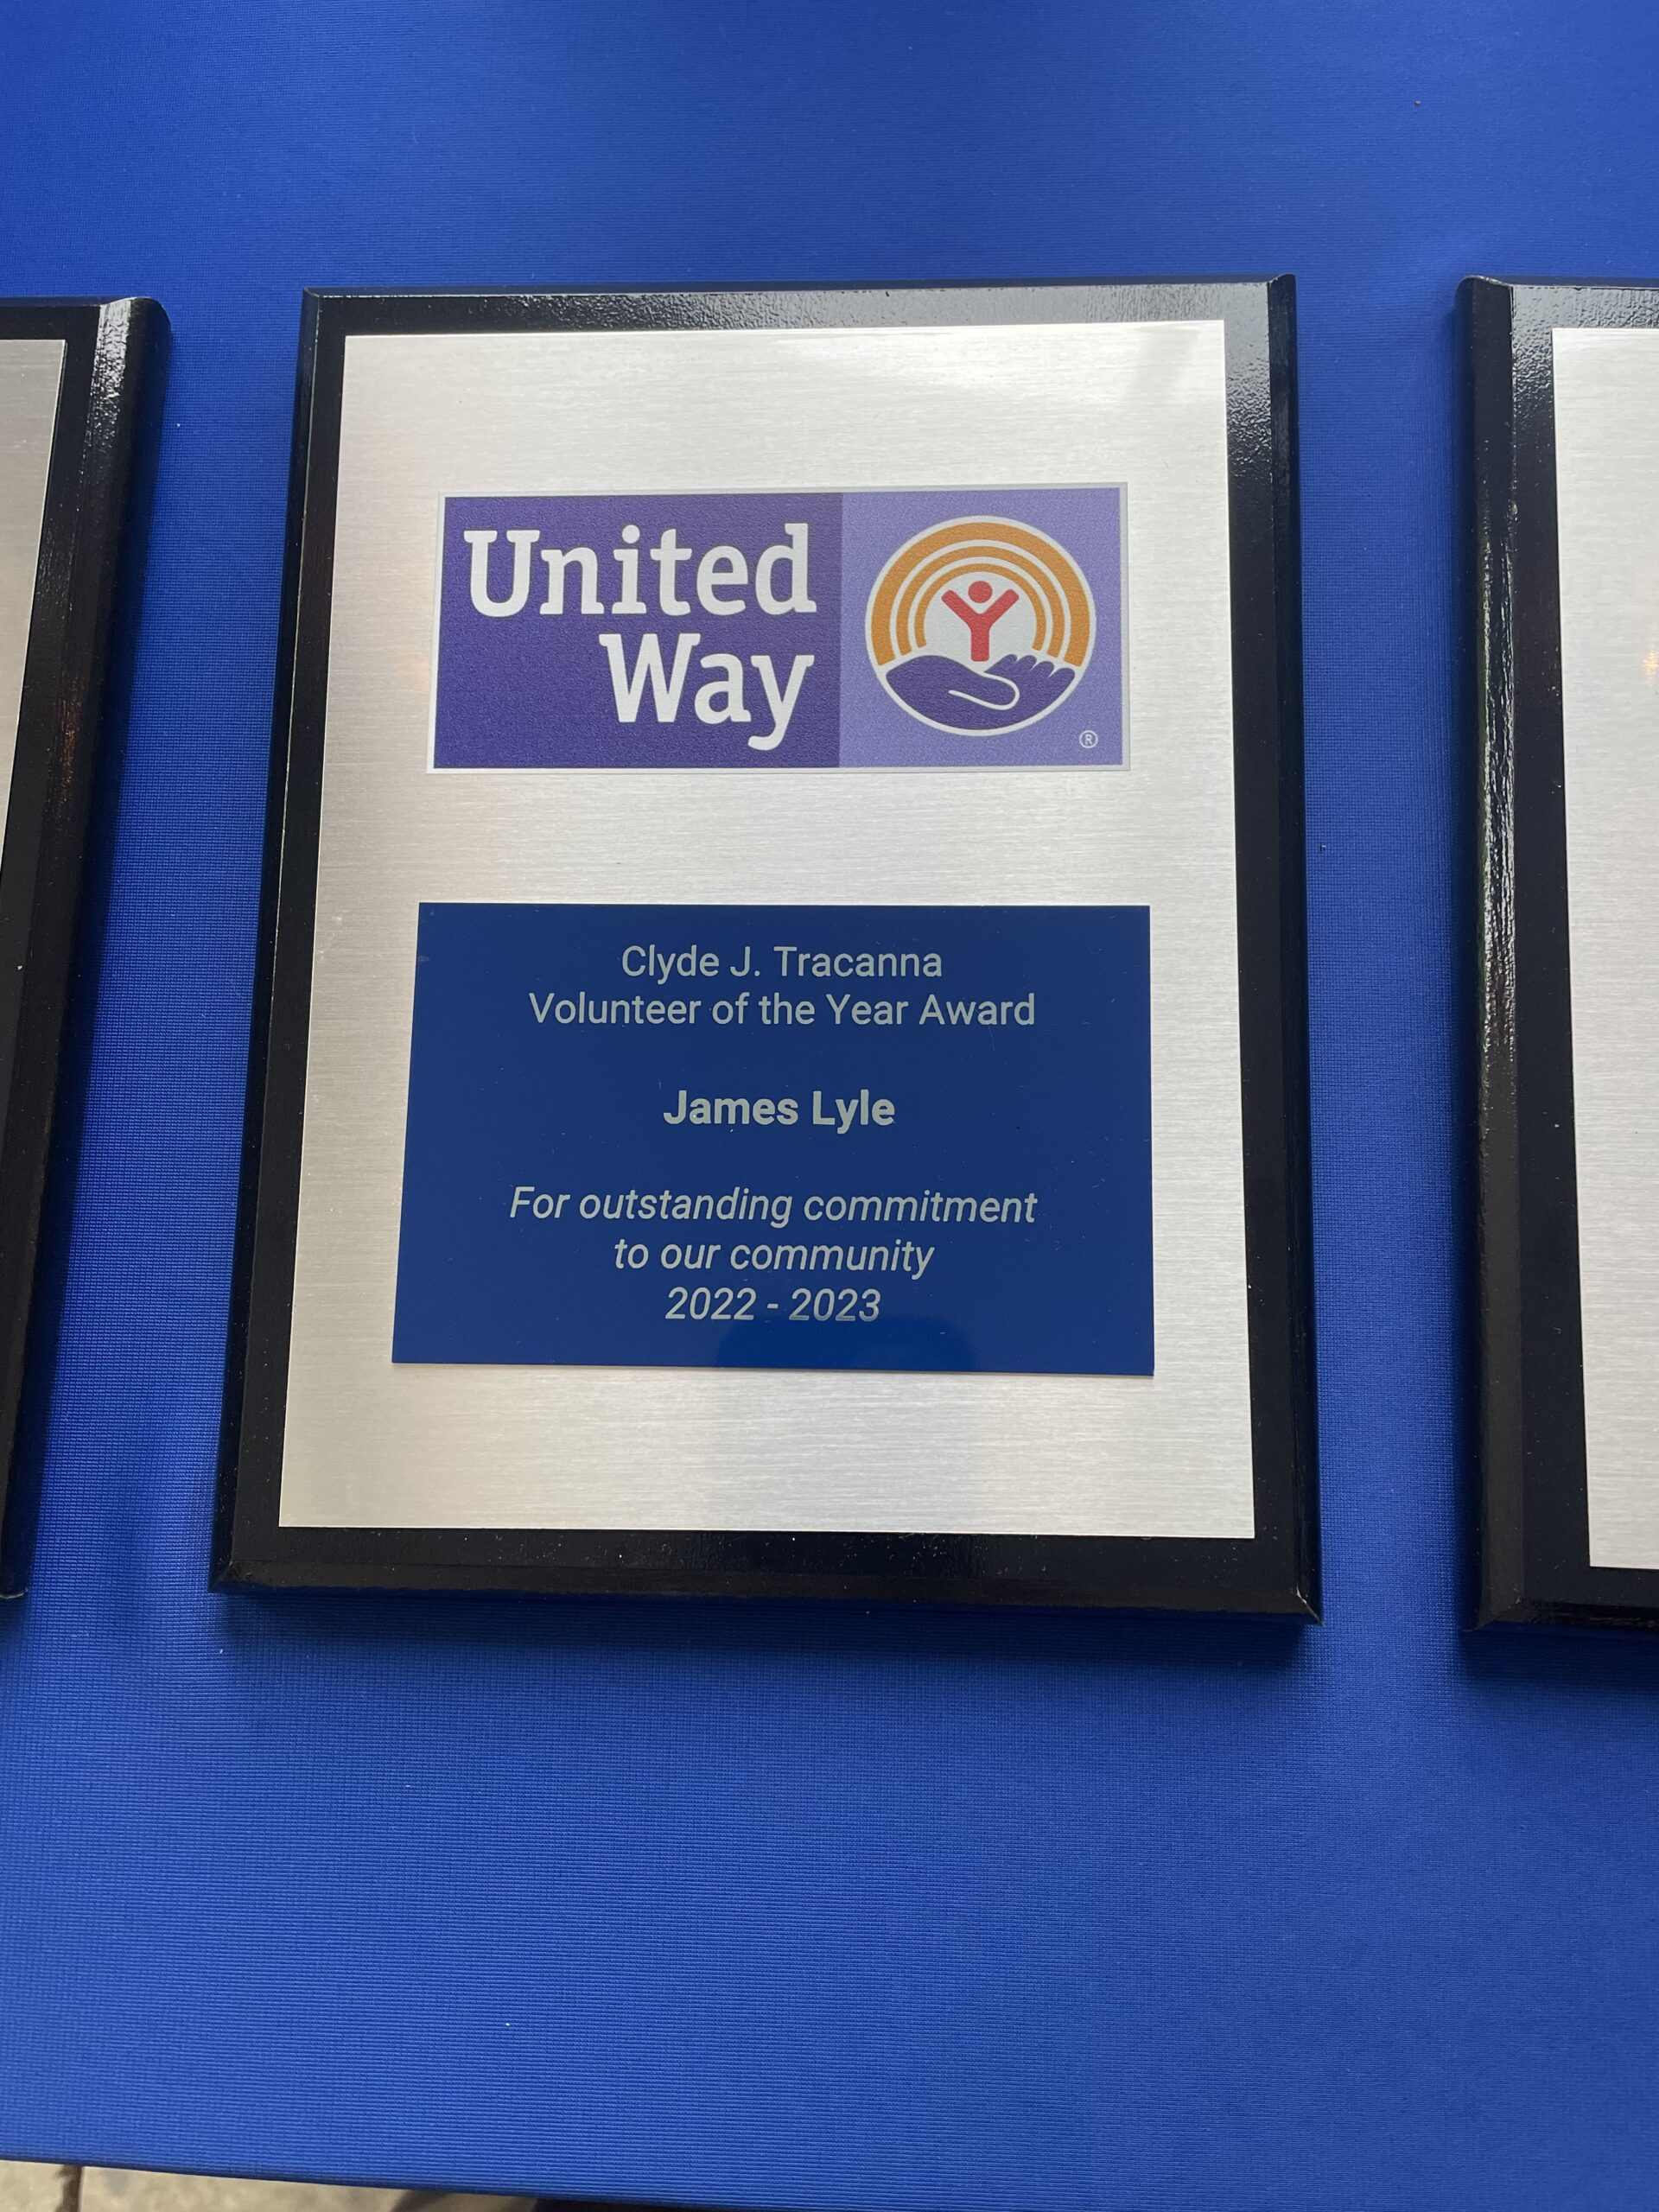 United
Way
®
Clyde J. Tracanna
Volunteer of the Year Award
James Lyle
For outstanding commitment
to our community
2022 - 2023